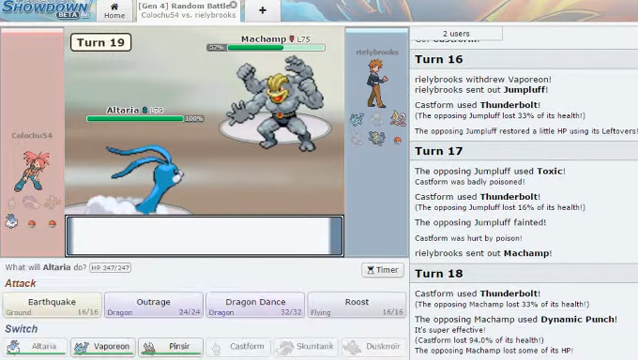 SHOWDOWN
BETA
Home
[Gen 4] Random Battle
Colochu54 vs. rielybrooks
+
2 users
Turn 19
Machamp L75
57%
rielybrooks
Altaria L79
100%
Colochu54
Turn 16
rielybrooks withdrew Vaporeon!
rielybrooks sent out Jumpluff!
Castform used Thunderbolt!
(The opposing Jumpluff lost 33% of its health!)
The opposing Jumpluff restored a little HP using its Leftovers!
Turn 17
The opposing Jumpluff used Toxic!
Castform was badly poisoned!
Castform used Thunderbolt!
(The opposing Jumpluff lost 16% of its health!)
The opposing Jumpluff fainted!
Castform was hurt by poison!
rielybrooks sent out Machamp!
Turn 18
Castform used Thunderbolt!
(The opposing Machamp lost 33% of its health!)
The opposing Machamp used Dynamic Punch!
It's super effective!
(Castform lost 94.0% of its health!)
The opposing Machamp lost some of its HP!
What will Altaria do? HP 247/247
Timer
Attack
Earthquake
Ground 16/16
Outrage
Dragon 24/24
Dragon Dance
Dragon 32/32
Roost
Flying 16/16
Switch
Altaria
Vaporeon
Pinsir
Castform
Skuntank
Dusknoir